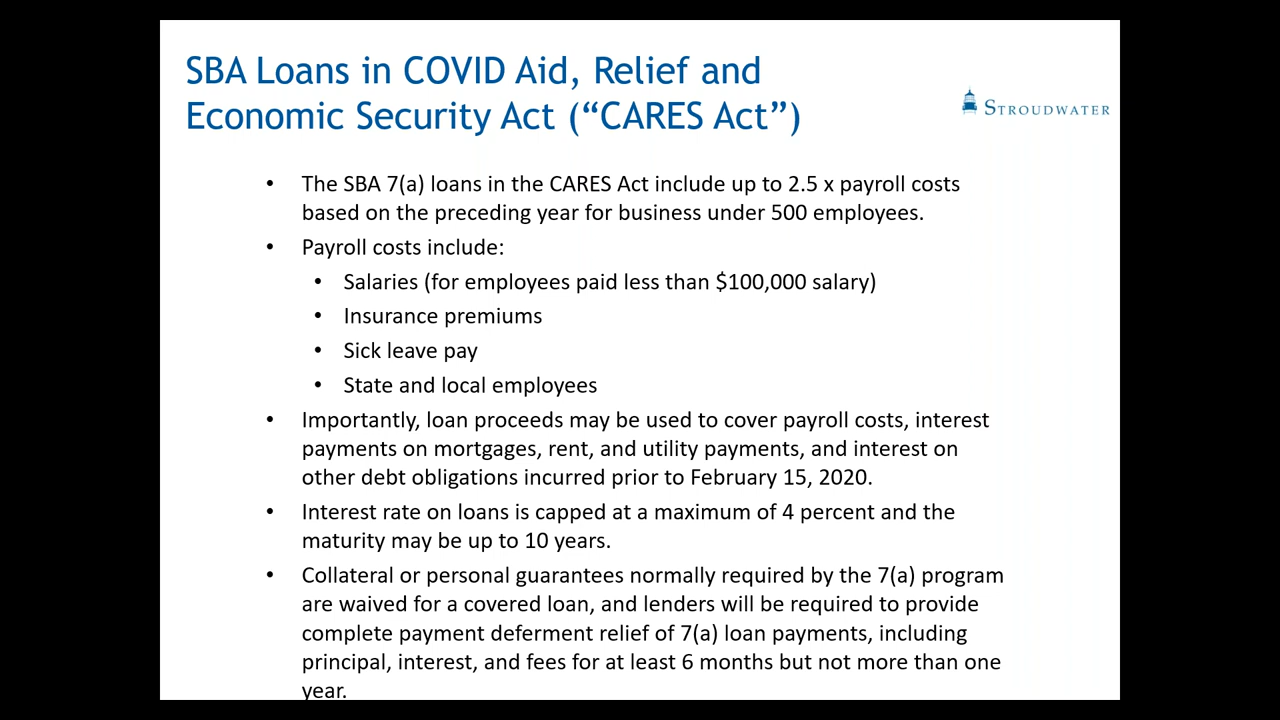 SBA Loans in COVID Aid, Relief and
Economic Security Act (“CARES Act”)
STROUDWATER
• The SBA 7(a) loans in the CARES Act include up to 2.5 x payroll costs
based on the preceding year for business under 500 employees.
• Payroll costs include:
• Salaries (for employees paid less than $100,000 salary)
• Insurance premiums
• Sick leave pay
• State and local employees
• Importantly, loan proceeds may be used to cover payroll costs, interest
payments on mortgages, rent, and utility payments, and interest on
other debt obligations incurred prior to February 15, 2020.
• Interest rate on loans is capped at a maximum of 4 percent and the
maturity may be up to 10 years.
• Collateral or personal guarantees normally required by the 7(a) program
are waived for a covered loan, and lenders will be required to provide
complete payment deferment relief of 7(a) loan payments, including
principal, interest, and fees for at least 6 months but not more than one
year.